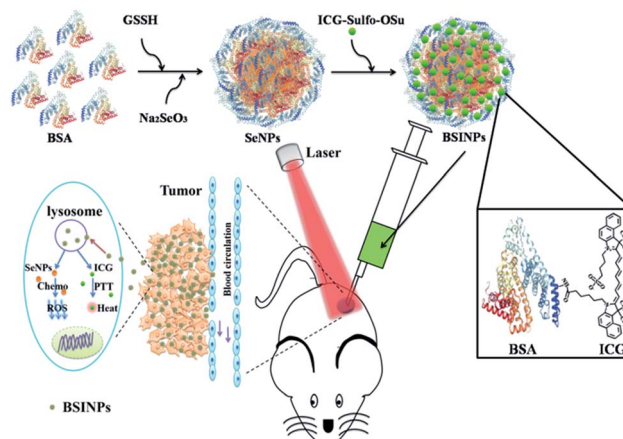 GSSH
ICG-Sulfo-OSu
Na₂SeO₃
BSA
SeNPs
BSINPs
Laser
Tumor
lysosome
SeNPs
ICG
Chemo
PTT
ROS
Heat
Blood circulation
BSINPs
BSA
ICG